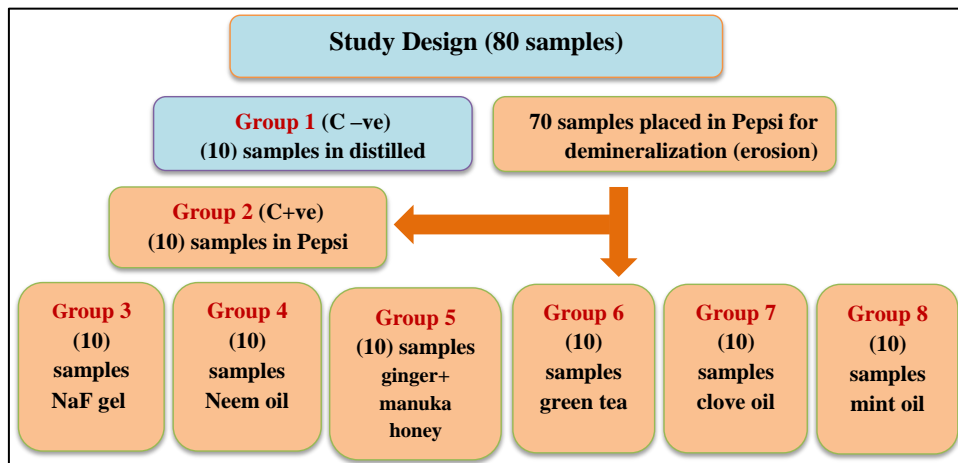 Study Design (80 samples)
Group 1 (C –ve)
(10) samples in distilled
70 samples placed in Pepsi for
demineralization (erosion)
Group 2 (C+ve)
(10) samples in Pepsi
Group 3
(10)
samples
NaF gel
Group 4
(10)
samples
Neem oil
Group 5
(10) samples
ginger+
manuka
honey
Group 6
(10)
samples
green tea
Group 7
(10)
samples
clove oil
Group 8
(10)
samples
mint oil